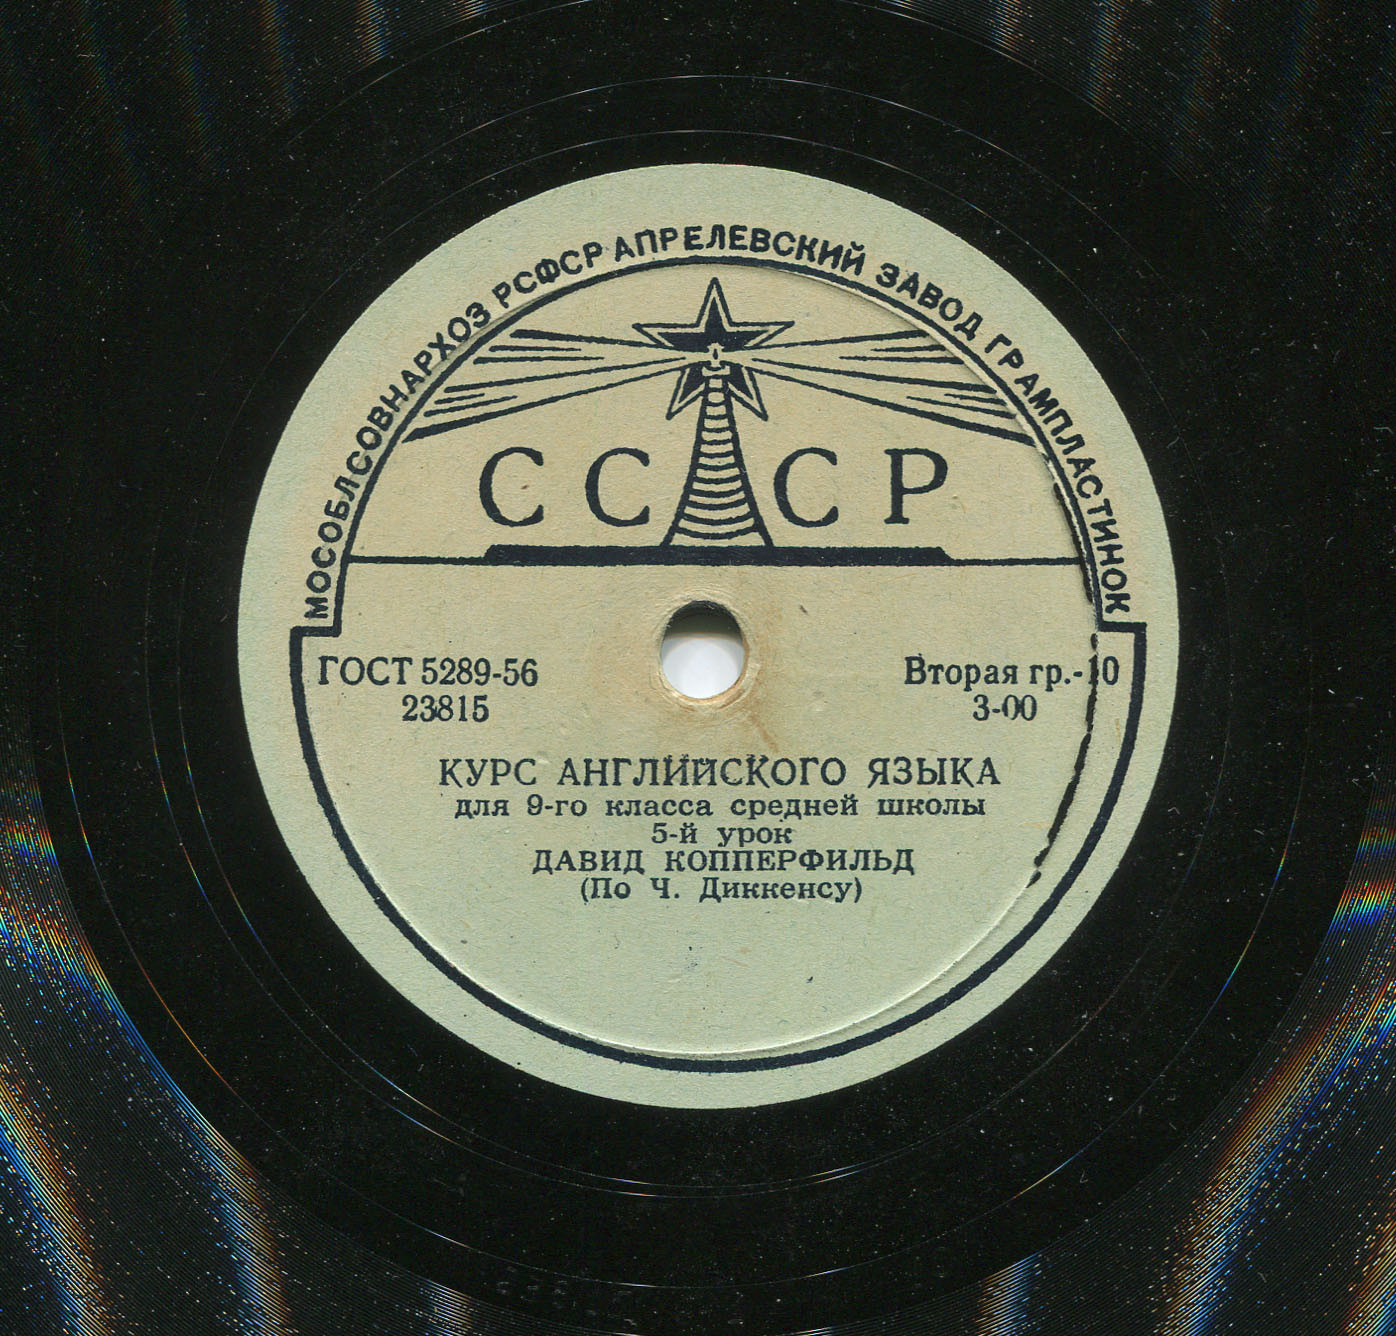 МОСОБЛСОВНАРХОЗ РСФСР АПРЕЛЕВСКИЙ ЗАВОД ГРАМПЛАСТИНОК
СССР
ГОСТ 5289-56 Вторая гр.-10
23815 3-00
КУРС АНГЛИЙСКОГО ЯЗЫКА
для 9-го класса средней школы
5-й урок
ДАВИД КОППЕРФИЛЬД
(По Ч. Диккенсу)